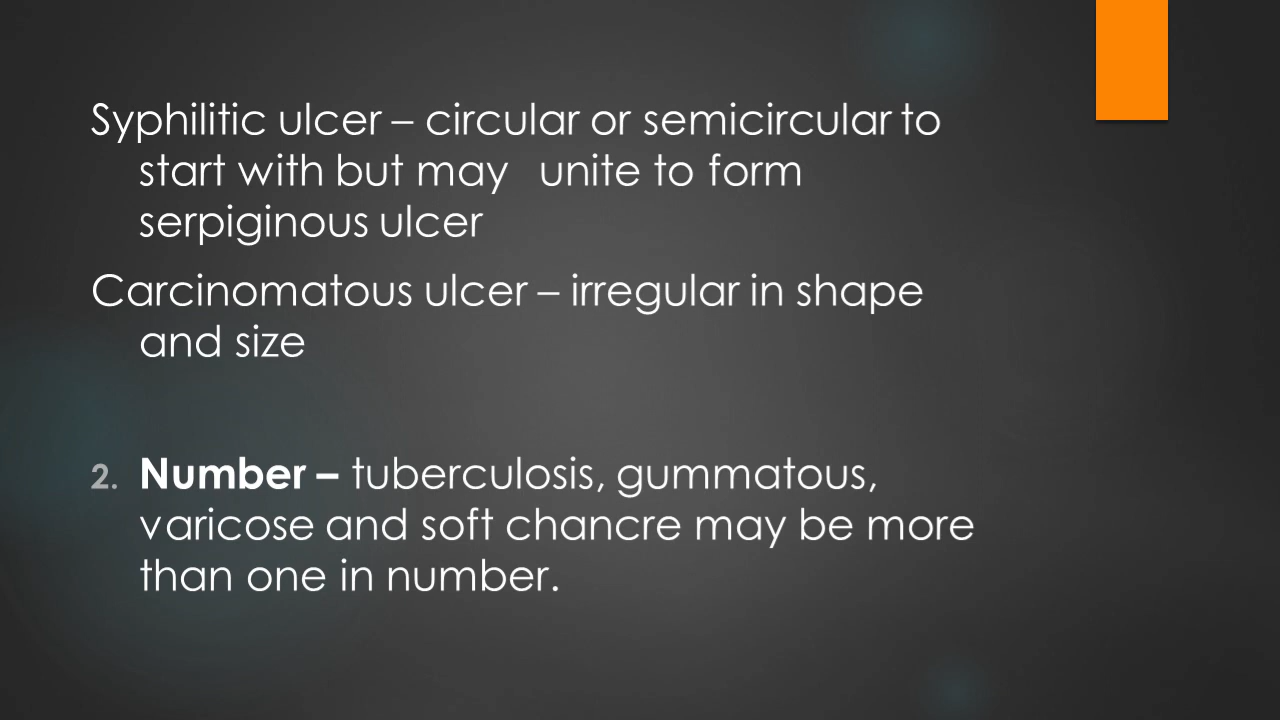 Syphilitic ulcer – circular or semicircular to
start with but may unite to form
serpiginous ulcer
Carcinomatous ulcer – irregular in shape
and size
2. Number – tuberculosis, gummatous,
varicose and soft chancre may be more
than one in number.